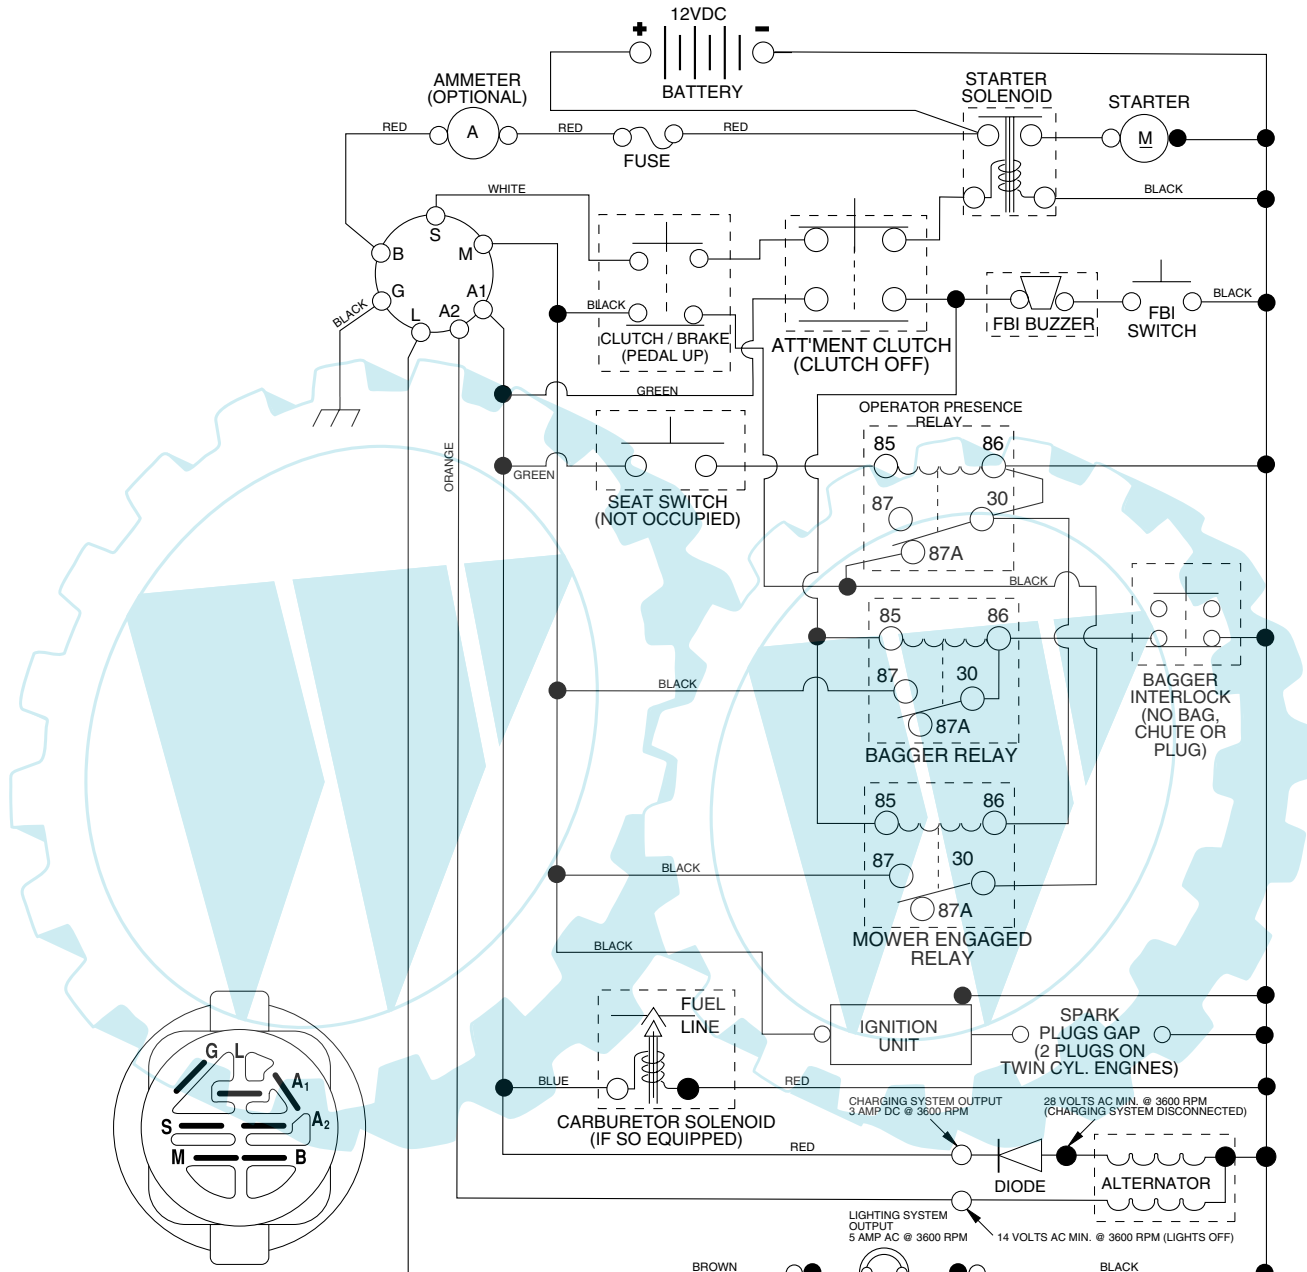 12VDC
+
-
BATTERY
AMMETER
(OPTIONAL)
STARTER
SOLENOID
STARTER
RED
A
RED
FUSE
RED
M
WHITE
BLACK
S
B
M
G
A1
A2
L
BLACK
BLACK
CLUTCH / BRAKE
(PEDAL UP)
ATT'MENT CLUTCH
(CLUTCH OFF)
FBI BUZZER
FBI
SWITCH
BLACK
GREEN
OPERATOR PRESENCE
RELAY
85
86
ORANGE
GREEN
SEAT SWITCH
(NOT OCCUPIED)
87
30
87A
BLACK
85
86
87
30
87A
BAGGER RELAY
BLACK
BAGGER
INTERLOCK
(NO BAG,
CHUTE OR
PLUG)
85
86
87
30
87A
BLACK
MOWER ENGAGED
RELAY
BLACK
FUEL
LINE
IGNITION
UNIT
SPARK
PLUGS GAP
(2 PLUGS ON
TWIN CYL. ENGINES)
G
L
A1
A2
S
M
B
BLUE
RED
CARBURETOR SOLENOID
(IF SO EQUIPPED)
CHARGING SYSTEM OUTPUT
3 AMP DC @ 3600 RPM
28 VOLTS AC MIN. @ 3600 RPM
(CHARGING SYSTEM DISCONNECTED)
RED
DIODE
ALTERNATOR
LIGHTING SYSTEM
OUTPUT
5 AMP AC @ 3600 RPM
14 VOLTS AC MIN. @ 3600 RPM (LIGHTS OFF)
BROWN
BLACK